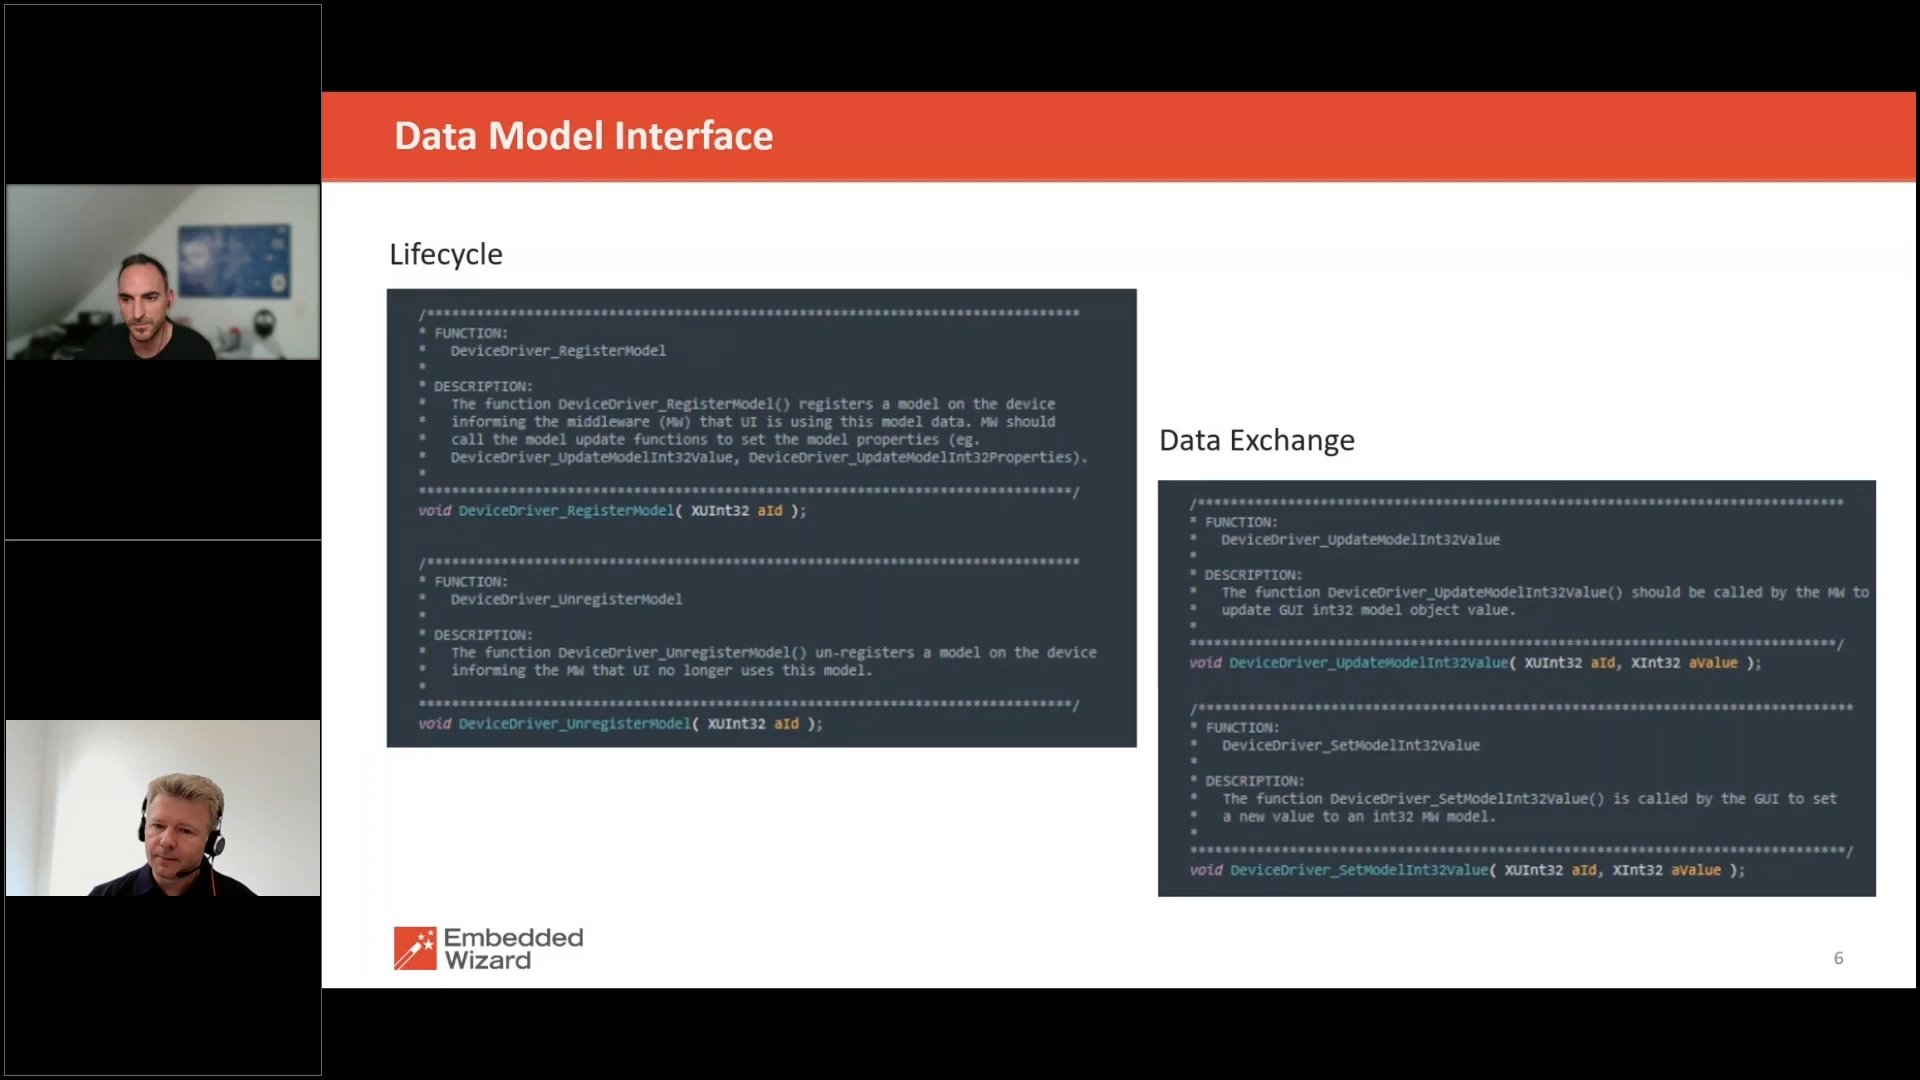 Data Model Interface
Lifecycle
/********************************************************************************
* FUNCTION:
*   DeviceDriver_RegisterModel
*
* DESCRIPTION:
*   The function DeviceDriver_RegisterModel() registers a model on the device
*   informing the middleware (MW) that UI is using this model data. MW should
*   call the model update functions to set the model properties (eg.
*   DeviceDriver_UpdateModelInt32Value, DeviceDriver_UpdateModelInt32Properties).
*
********************************************************************************/
void DeviceDriver_RegisterModel( XUInt32 aId );
/********************************************************************************
* FUNCTION:
*   DeviceDriver_UnregisterModel
*
* DESCRIPTION:
*   The function DeviceDriver_UnregisterModel() un-registers a model on the device
*   informing the MW that UI no longer uses this model.
*
********************************************************************************/
void DeviceDriver_UnregisterModel( XUInt32 aId );
Data Exchange
/********************************************************************************
* FUNCTION:
*   DeviceDriver_UpdateModelInt32Value
*
* DESCRIPTION:
*   The function DeviceDriver_UpdateModelInt32Value() should be called by the MW to
*   update GUI int32 model object value.
*
********************************************************************************/
void DeviceDriver_UpdateModelInt32Value( XUInt32 aId, XInt32 aValue );
/********************************************************************************
* FUNCTION:
*   DeviceDriver_SetModelInt32Value
*
* DESCRIPTION:
*   The function DeviceDriver_SetModelInt32Value() is called by the GUI to set
*   a new value to an int32 MW model.
*
********************************************************************************/
void DeviceDriver_SetModelInt32Value( XUInt32 aId, XInt32 aValue );
Embedded
Wizard
6